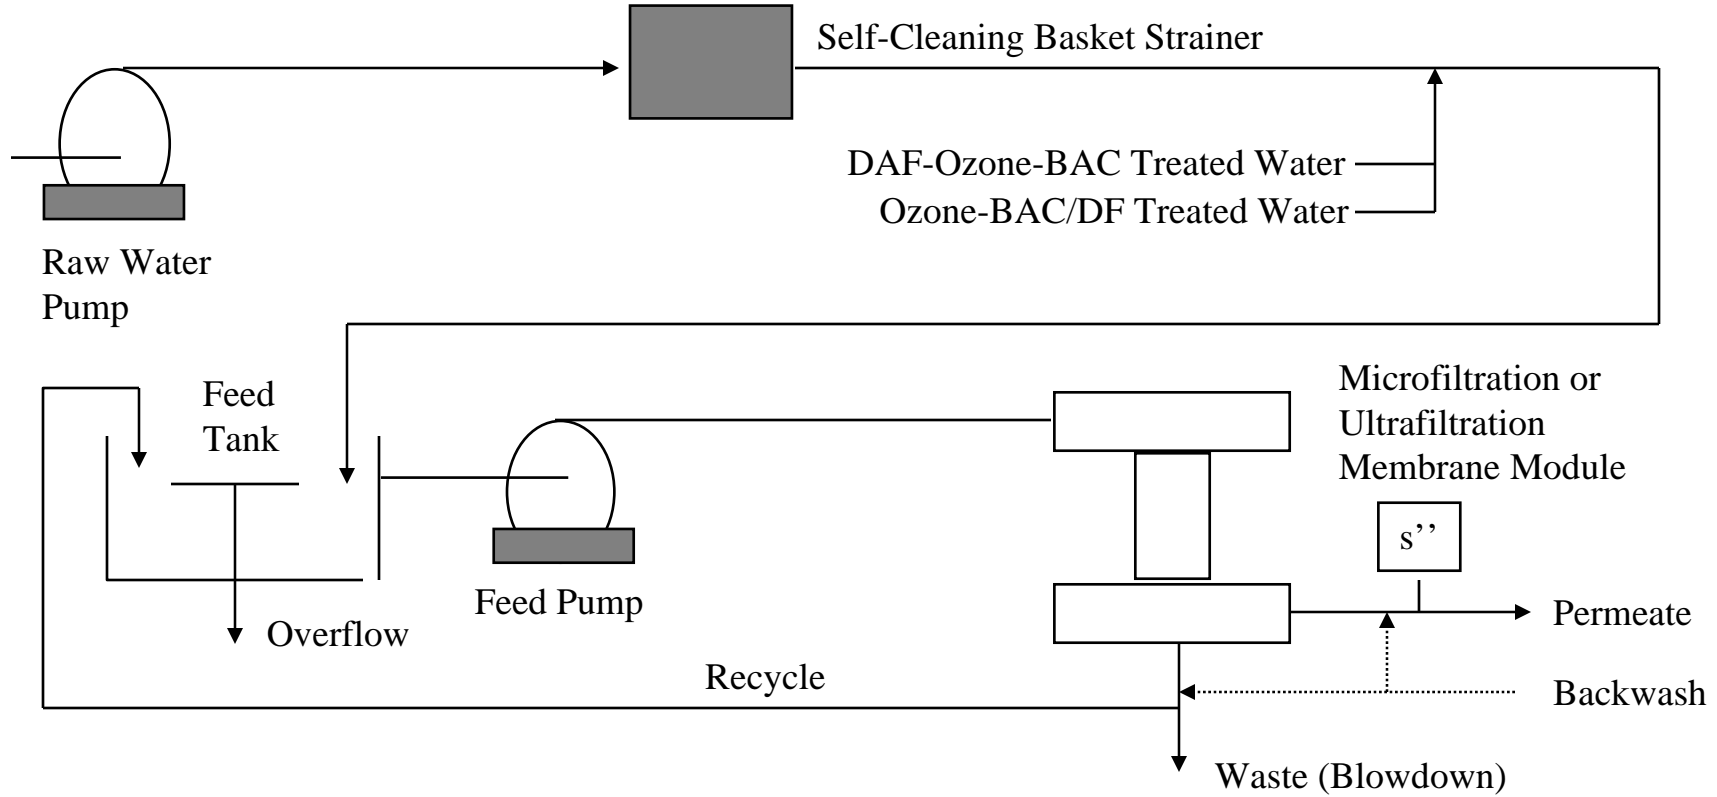 Self-Cleaning Basket Strainer
DAF-Ozone-BAC Treated Water
Ozone-BAC/DF Treated Water
Raw Water
Pump
Feed
Tank
Microfiltration or
Ultrafiltration
Membrane Module
s’’
Feed Pump
Permeate
Overflow
Recycle
Backwash
Waste (Blowdown)